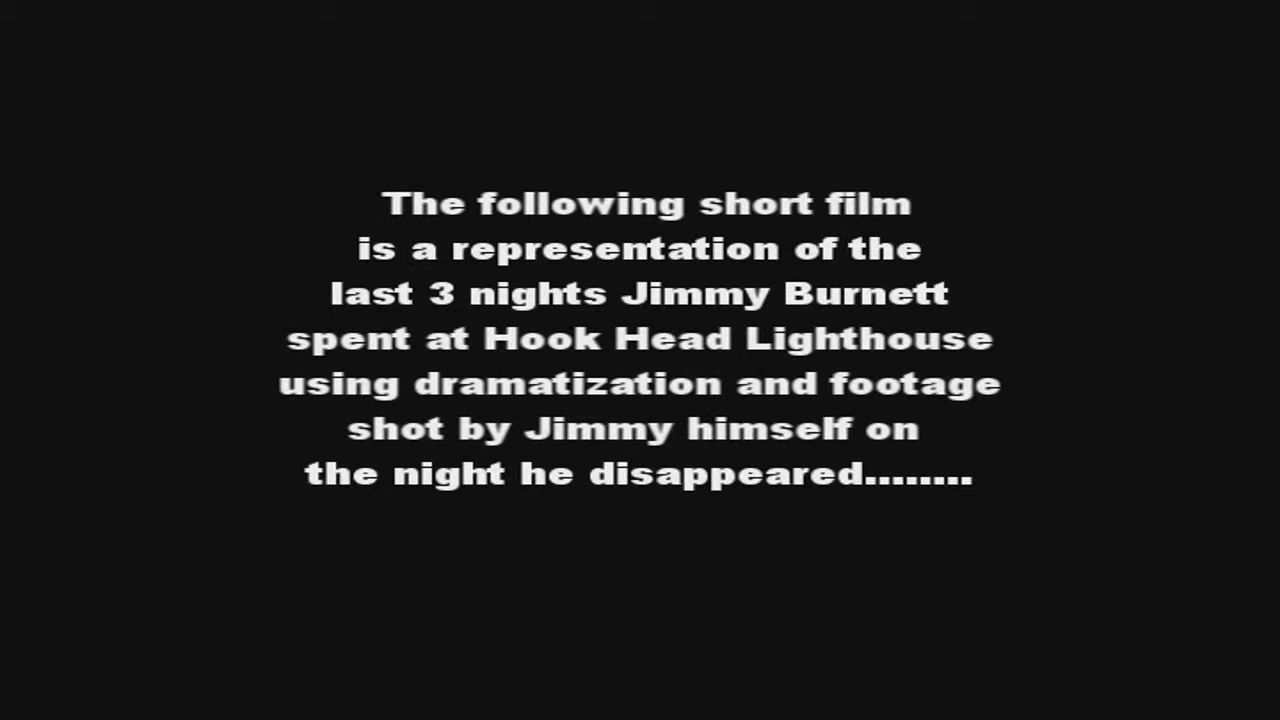 The following short film
is a representation of the
last 3 nights Jimmy Burnett
spent at Hook Head Lighthouse
using dramatization and footage
shot by Jimmy himself on
the night he disappeared........